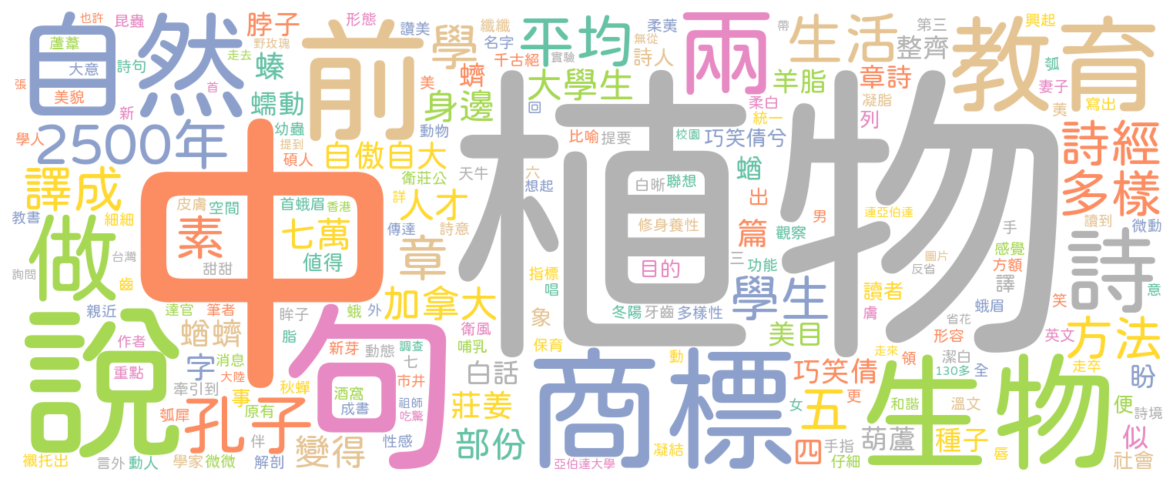 也許 昆蟲 脖子 形態 讚美 纖纖 平均 柔荑 無從 帶 兩 生活 第三 興起 教育
自然 蘆葦 走去 野玫瑰 前 學 名字 千古絕 實驗 詩人 整齊 瓠
大意 詩句 螓 美 蠐 大學生 羊脂 章詩 妻子
張 美貌 新 首 蠕動 身邊 柔白 凝脂 荑 寫出
2500年 幼蟲 動物 回 統一 列
學人 提到 自傲自大 比喻 提要 校園 巧笑倩兮 詩經
譯成 碩人 衛莊公 天牛 六 白晰 聯想 蝤 多樣
中 植物
皮膚 空間 首蛾眉 香港 詳 人才 想起 出 男 連亞伯達
教書 細細 素 七萬 傳達 詩意 修身養性 篇 觀察 手 讀到 微動
做 甜甜 值得 章 三 功能 感覺 詩
台灣 指標 目的 圖片 方額
詢問 齒 反省 譯 意
親近 達官 眸子 蛾 外 加拿大 唱 學生 讀者 蛾眉 笑
筆者 象 冬陽 牙齒 多樣性 膚
說 作者 蝤蠐 脂 句 衛風 美目 省花 形容 英文 方法
重點 字 消息 新芽 動態 調查 哺乳 保育 動 領 潔白 走來 走卒
大陸 秋蟬 七 白話 商標 巧笑倩 130多 全 盼
牽引到 事 酒窩 市井 莊姜 女 五 更 生物
瓠犀 原有 孔子 成書 祖師 和諧 溫文 便 詩境
襯托出 伴 吃驚 部份 四 手指 葫蘆 種子 似
言外 動人 學家 微微 解剖 變得 性感 亞伯達大學 凝結 仔細 唇 社會